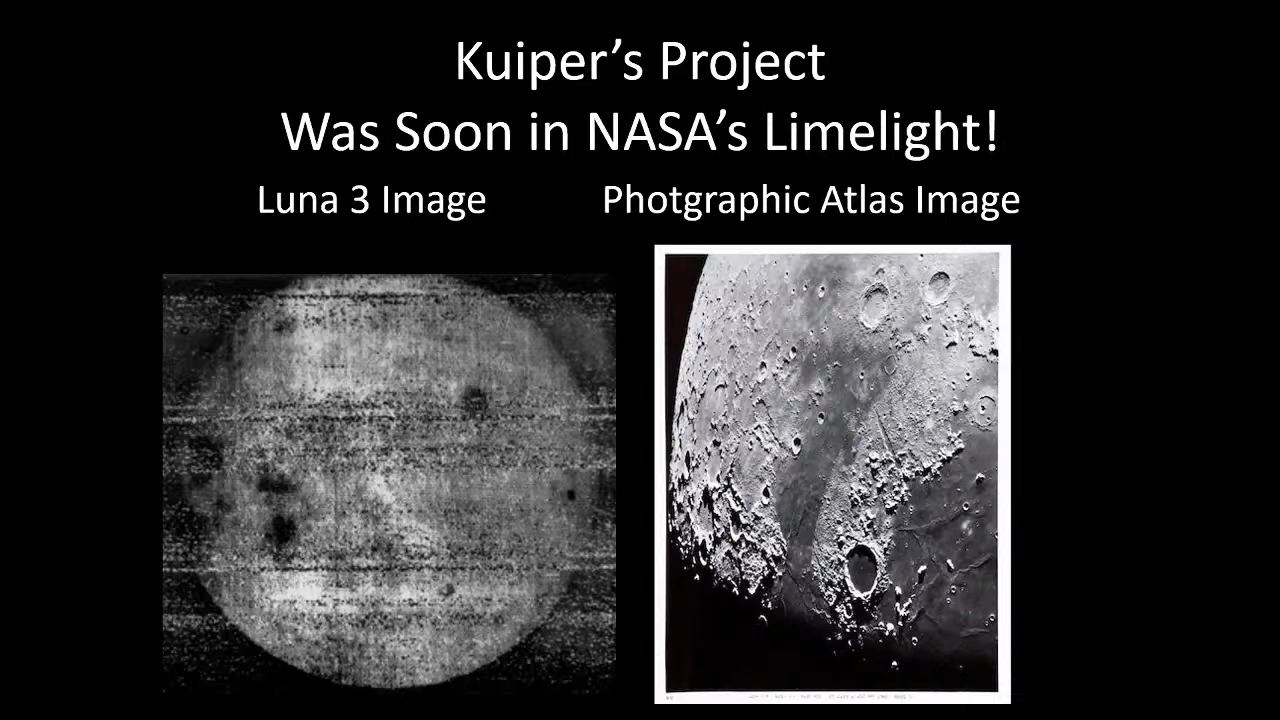 Kuiper’s Project
Was Soon in NASA’s Limelight!
Luna 3 Image
Photgraphic Atlas Image